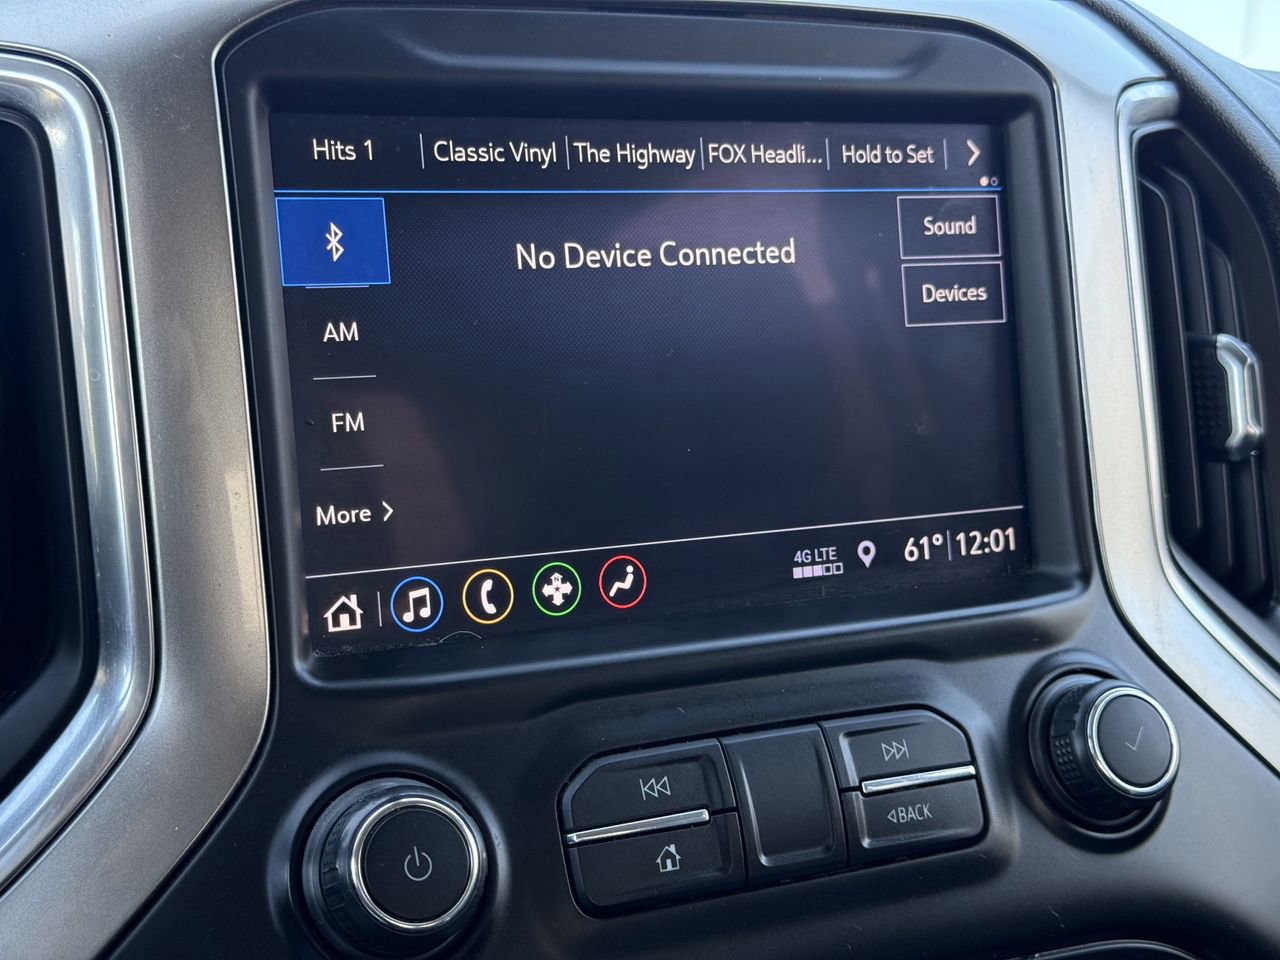 Hits 1
Classic Vinyl
The Highway
FOX Headli...
Hold to Set
Sound
No Device Connected
Devices
AM
FM
More
4G LTE
61°
12:01
N
BACK